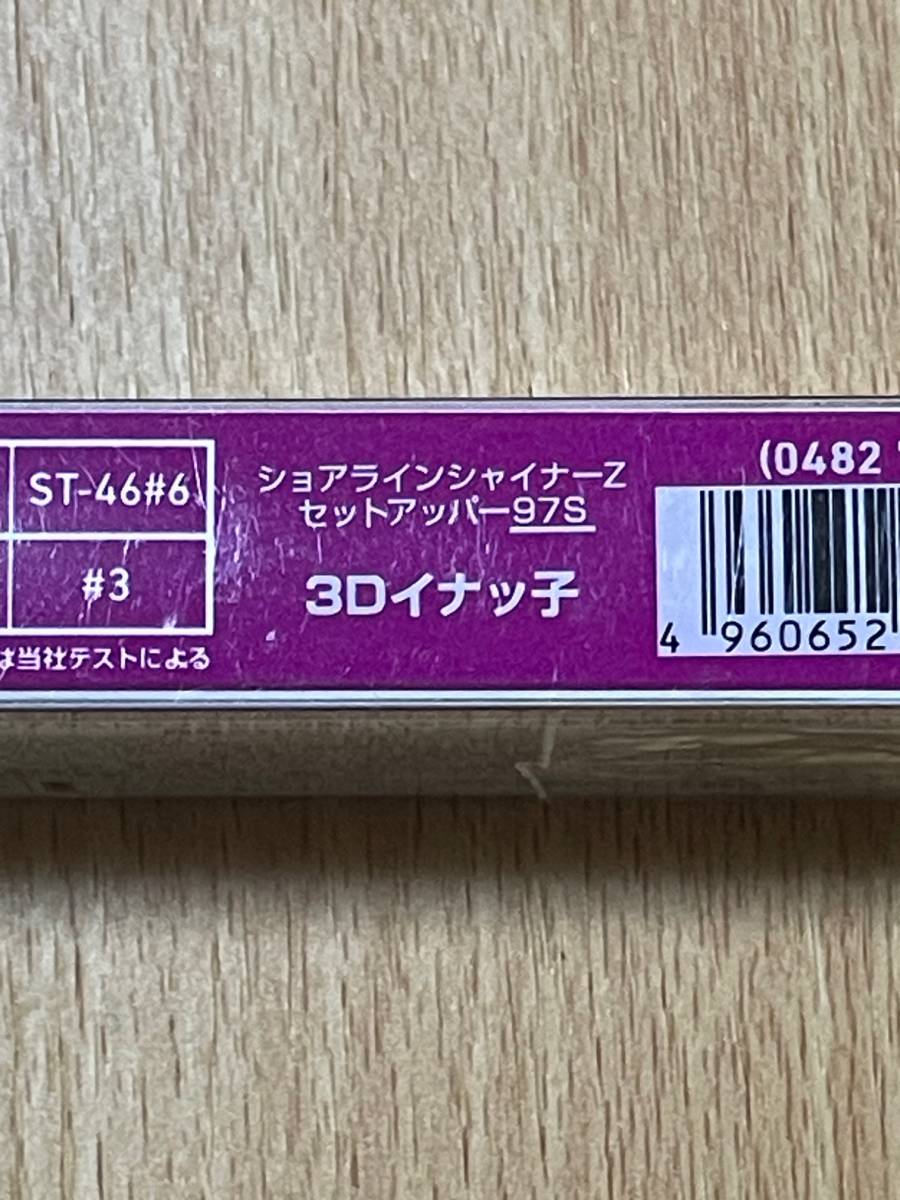 ST-46#6
#3
は当社テストによる
ショアラインシャイナーZ
セットアッパー97S
3Dイナッ子
(0482
4 960652